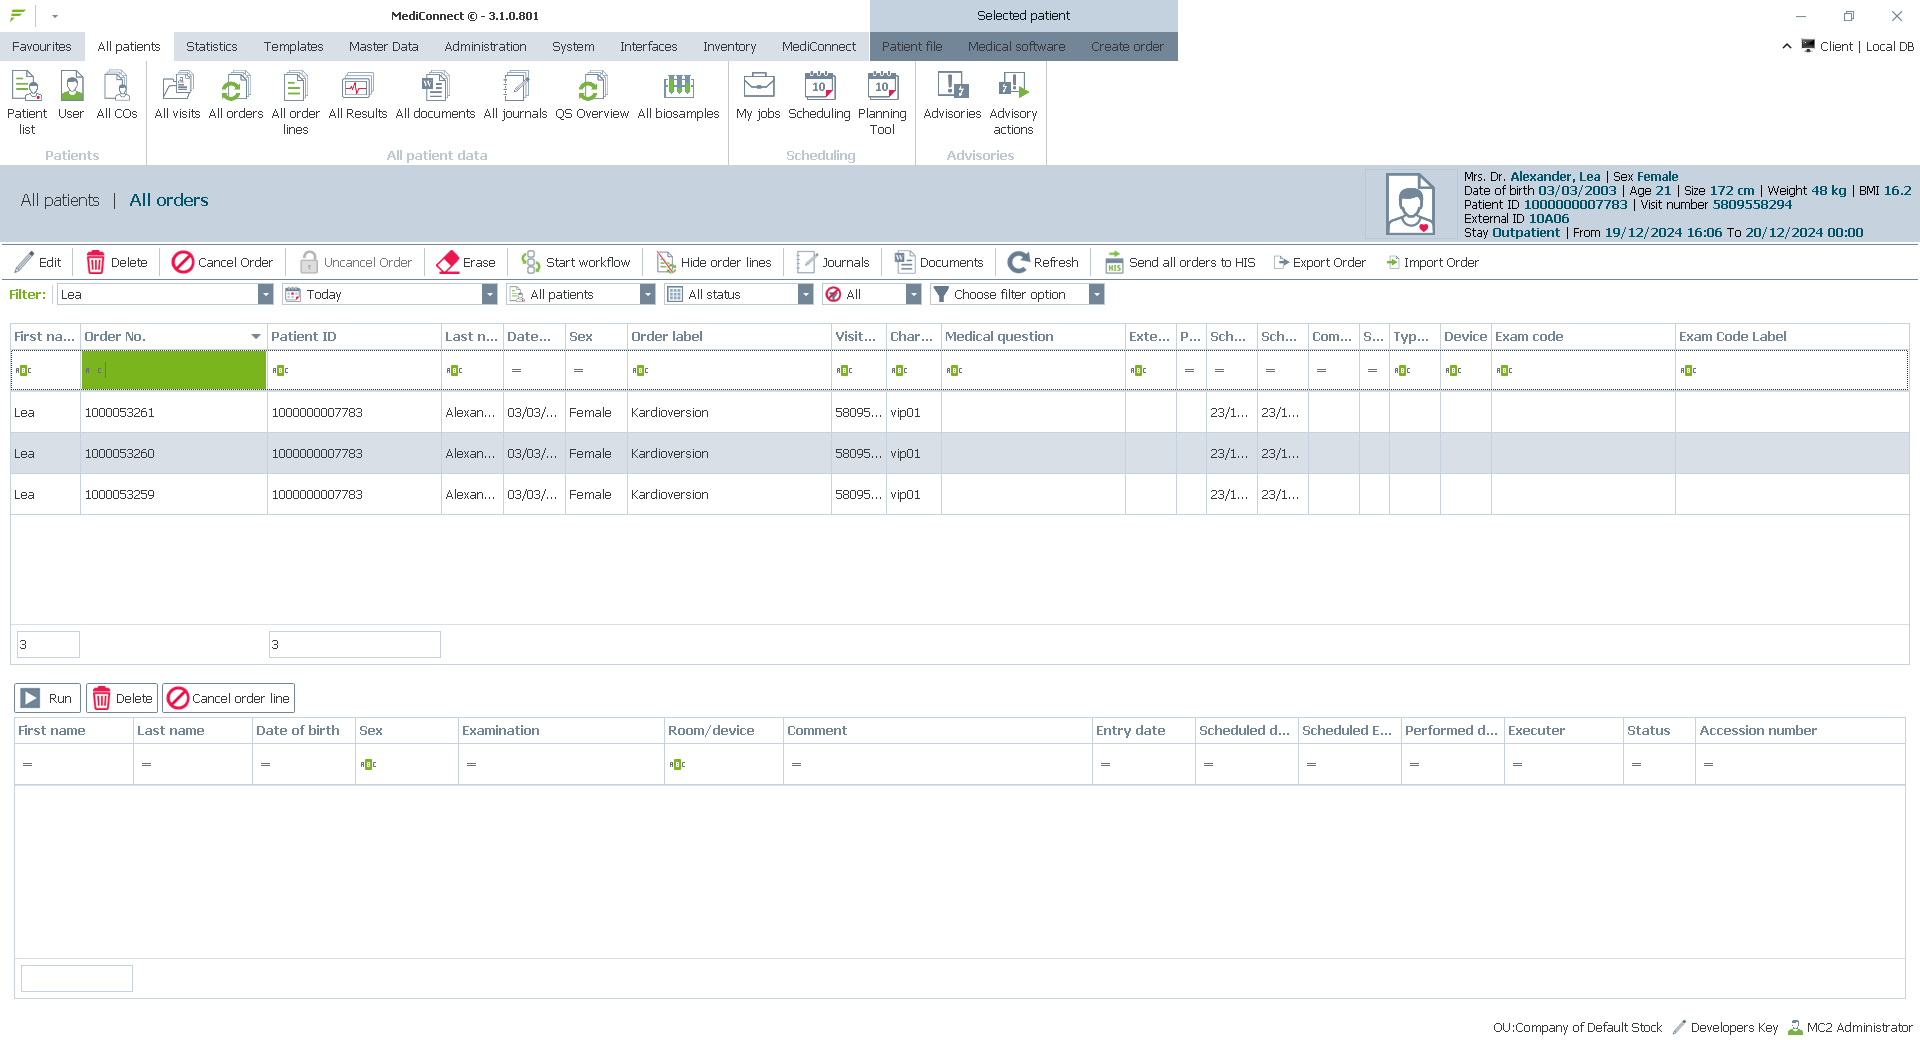 MediConnect © - 3.1.0.801
Selected patient
Favourites All patients Statistics Templates Master Data Administration System Interfaces Inventory MediConnect Patient file Medical software Create order
Client | Local DB
Patient list User All COs All visits All orders All order lines All Results All documents All journals QS Overview All biosamples My jobs Scheduling Planning Tool Advisories Advisory actions
Patients All patient data Scheduling Advisories
All patients | All orders
Mrs. Dr. Alexander, Lea | Sex Female
Date of birth 03/03/2003 | Age 21 | Size 172 cm | Weight 48 kg | BMI 16.2
Patient ID 1000000007783 | Visit number 5809558294
External ID 10A06
Stay Outpatient | From 19/12/2024 16:06 To 20/12/2024 00:00
Edit Delete Cancel Order Uncancel Order Erase Start workflow Hide order lines Journals Documents Refresh Send all orders to HIS Export Order Import Order
Filter: Lea Today All patients All status All Choose filter option
First na... Order No. Patient ID Last n... Date... Sex Order label Visit... Char... Medical question Exte... P... Sch... Sch... Com... S... Typ... Device Exam code Exam Code Label
Lea 1000053261 1000000007783 Alexan... 03/03/... Female Kardioversion 58095... vip01 23/1... 23/1...
Lea 1000053260 1000000007783 Alexan... 03/03/... Female Kardioversion 58095... vip01 23/1... 23/1...
Lea 1000053259 1000000007783 Alexan... 03/03/... Female Kardioversion 58095... vip01 23/1... 23/1...
3 3
Run Delete Cancel order line
First name Last name Date of birth Sex Examination Room/device Comment Entry date Scheduled d... Scheduled E... Performed d... Executer Status Accession number
OU:Company of Default Stock Developers Key MC2 Administrator